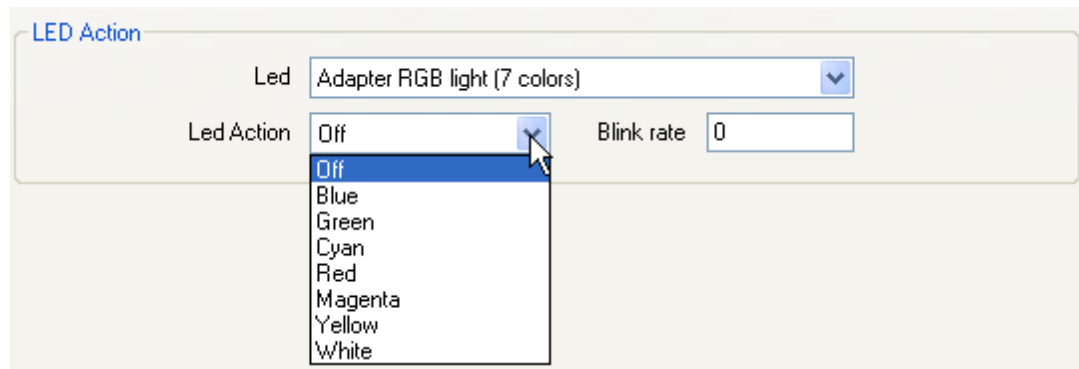 LED Action
Led Adapter RGB light (7 colors)
Led Action Off Blink rate 0
Off
Blue
Green
Cyan
Red
Magenta
Yellow
White